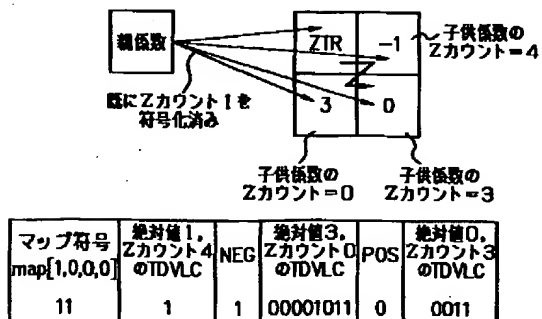 親係数
ZTR
-1
子供係数の
Zカウント=4
既にZカウント1を
符号化済み
3
0
子供係数の
Zカウント=0
子供係数の
Zカウント=3
マップ符号
map[1,0,0,0]
絶対値1,
Zカウント4
のTDVLC
NEG
絶対値3,
Zカウント0
のTDVLC
POS
絶対値0,
Zカウント3
のTDVLC
11
1
1
00001011
0
0011